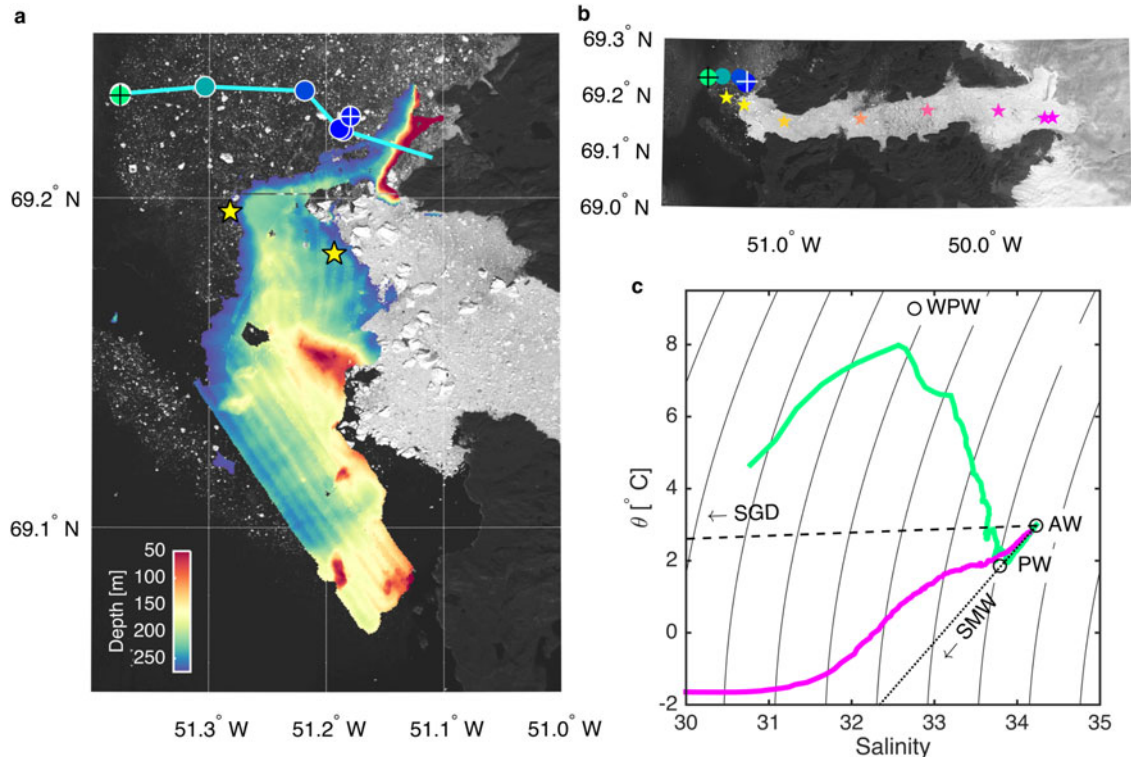 a
69.2° N
69.1° N
50
100
150
200
250
Depth [m]
51.3° W
51.2° W
51.1° W
51.0° W
b
69.3° N
69.2° N
69.1° N
69.0° N
51.0° W
50.0° W
c
WPW
8
6
4
2
0
-2
θ [° C]
← SGD
AW
PW
← SMW
30
31
32
33
34
35
Salinity